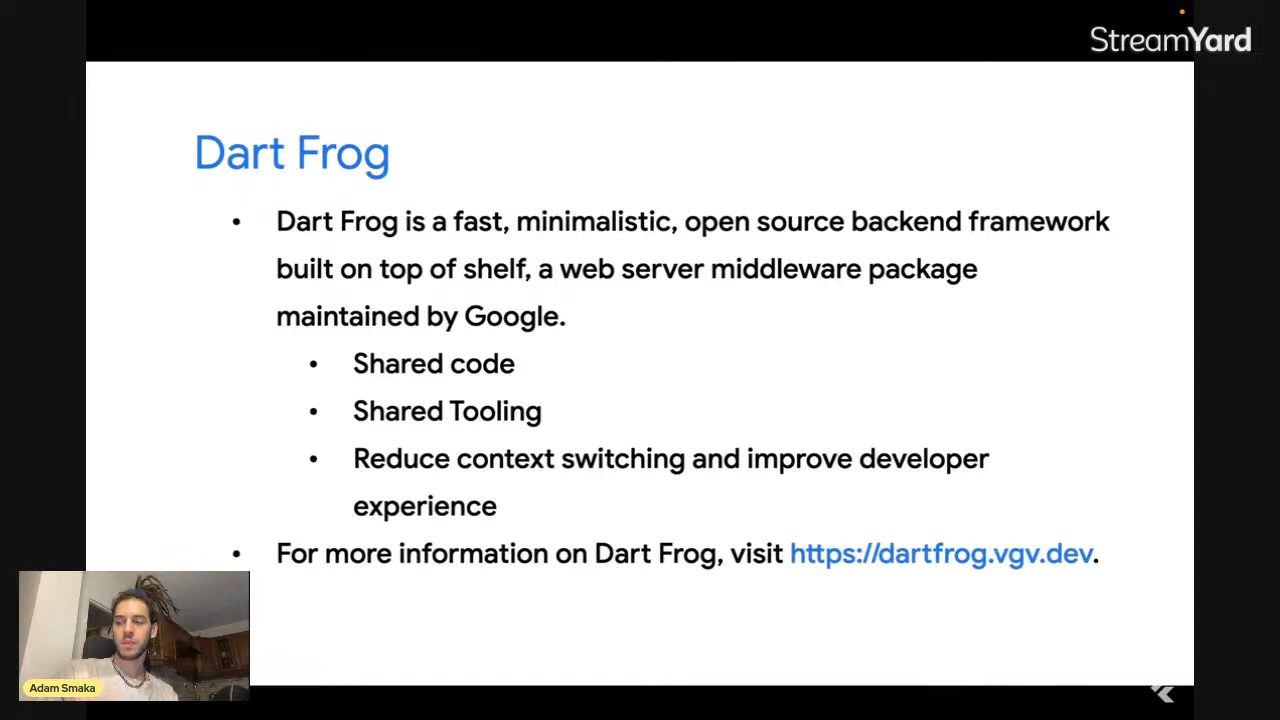 StreamYard
Dart Frog
• Dart Frog is a fast, minimalistic, open source backend framework
built on top of shelf, a web server middleware package
maintained by Google.
• Shared code
• Shared Tooling
• Reduce context switching and improve developer
experience
• For more information on Dart Frog, visit https://dartfrog.vgv.dev.
Adam Smaka